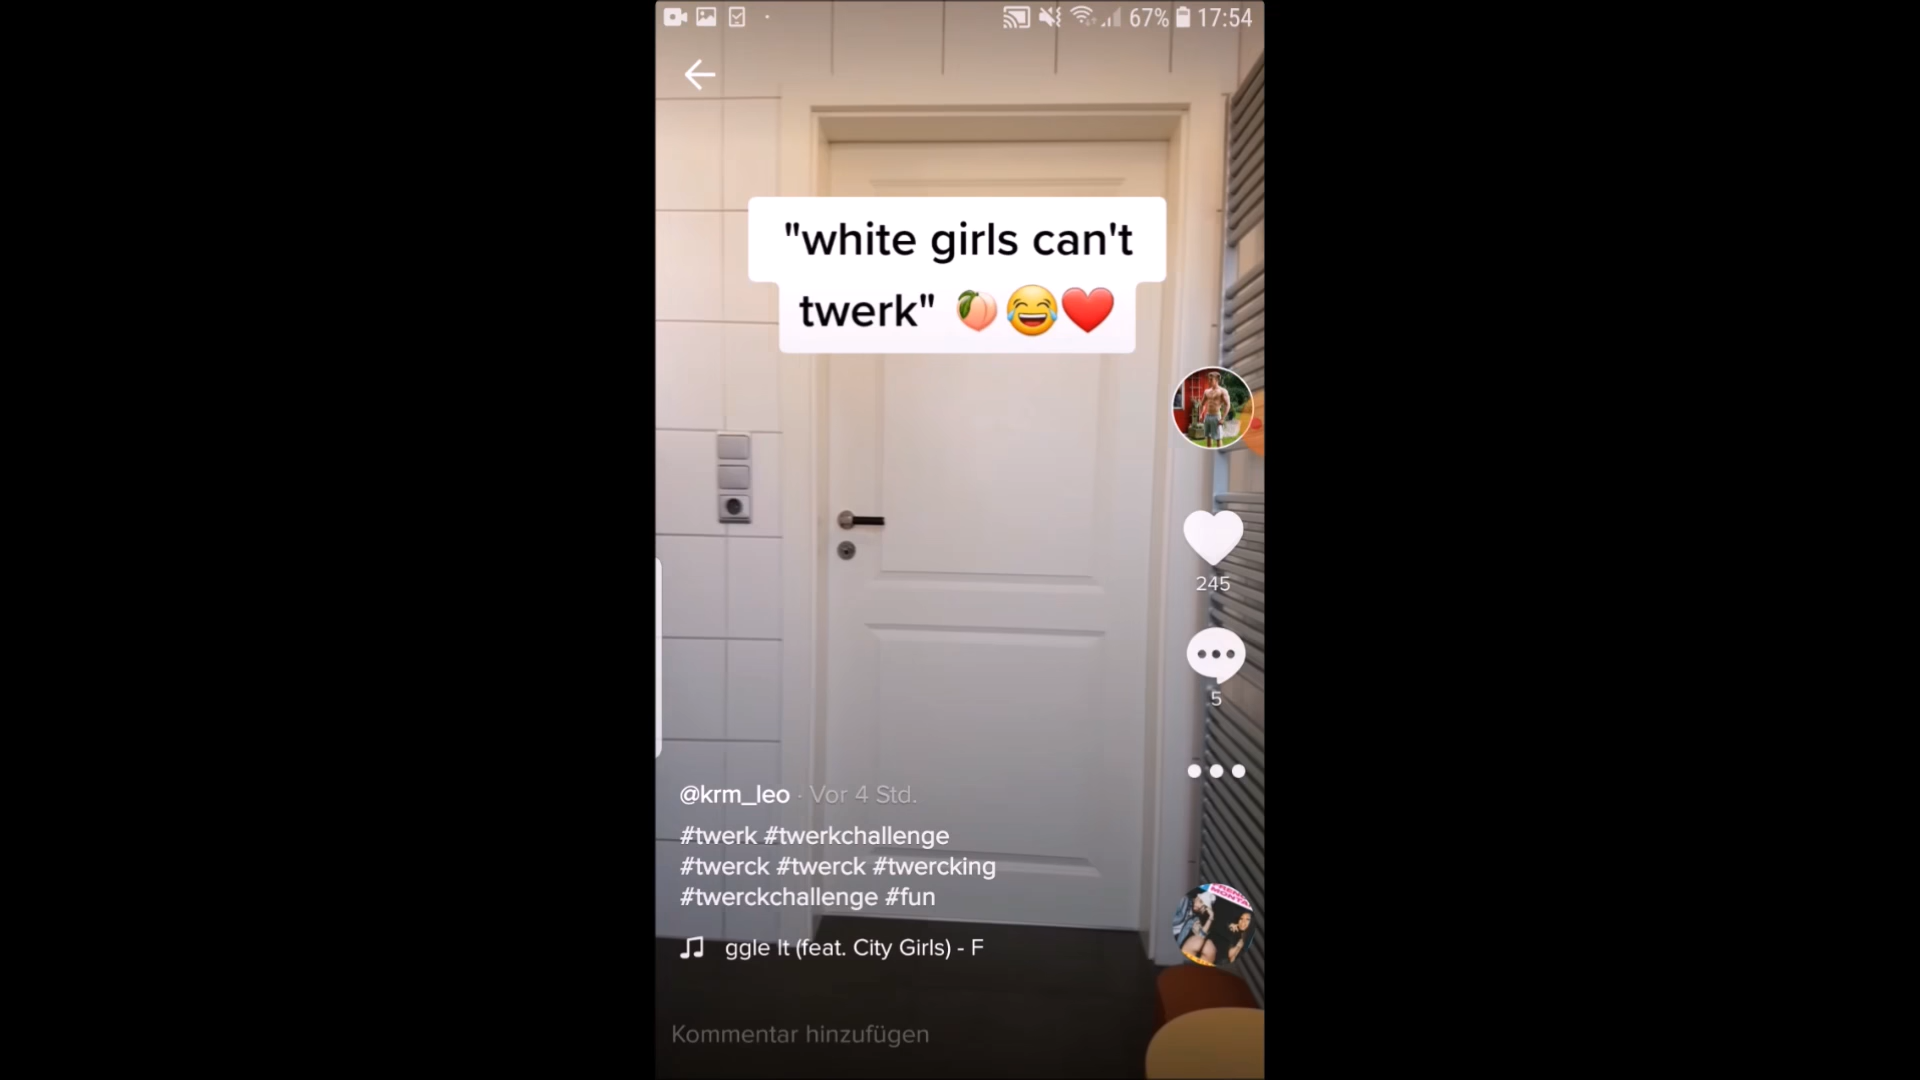 67% 17:54
"white girls can't
twerk" 🍑😂❤️
245
5
@krm_leo · Vor 4 Std.
#twerk #twerkchallenge
#twerck #twerck #twercking
#twerckchallenge #fun
ggle It (feat. City Girls) - F
Kommentar hinzufügen